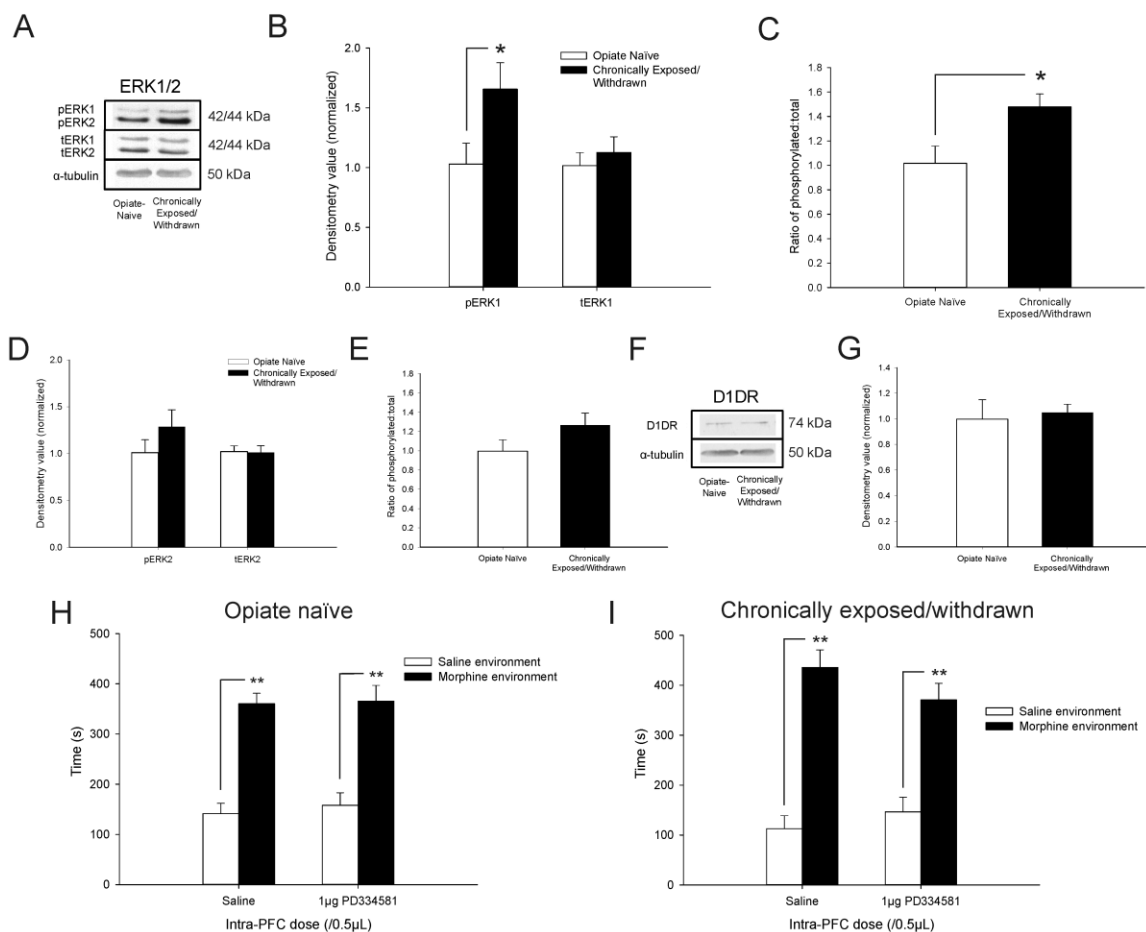 A
ERK1/2
pERK1
pERK2
42/44 kDa
tERK1
tERK2
42/44 kDa
α-tubulin
50 kDa
Opiate-
Naive
Chronically
Exposed/
Withdrawn
B
Densitometry value (normalized)
2.0
1.5
1.0
0.5
0.0
*
Opiate Naïve
Chronically Exposed/
Withdrawn
pERK1
tERK1
C
Ratio of phosphorylated:total
1.8
1.6
1.4
1.2
1.0
0.8
0.6
0.4
0.2
0.0
*
Opiate Naïve
Chronically
Exposed/Withdrawn
D
Densitometry value (normalized)
2.0
1.5
1.0
0.5
0.0
Opiate Naïve
Chronically Exposed/
Withdrawn
pERK2
tERK2
E
Ratio of phosphorylated:total
1.8
1.6
1.4
1.2
1.0
0.8
0.6
0.4
0.2
0.0
Opiate Naïve
Chronically
Exposed/Withdrawn
F
D1DR
D1DR
74 kDa
α-tubulin
50 kDa
Opiate-
Naive
Chronically
Exposed/
Withdrawn
G
Densitometry value (normalized)
1.4
1.2
1.0
0.8
0.6
0.4
0.2
0.0
Opiate Naïve
Chronically
Exposed/Withdrawn
H
Opiate naïve
Time (s)
500
400
300
200
100
0
**
**
Saline environment
Morphine environment
Saline
1µg PD334581
Intra-PFC dose (/0.5µL)
I
Chronically exposed/withdrawn
Time (s)
500
400
300
200
100
0
**
**
Saline environment
Morphine environment
Saline
1µg PD334581
Intra-PFC dose (/0.5µL)